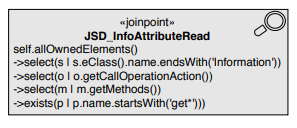 «joinpoint»
JSD_InfoAttributeRead
self.allOwnedElements()
->select(s | s.eClass().name.endsWith('Information'))
->select(o | o.getCallOperationAction())
->select(m | m.getMethods()
->exists(p | p.name.startsWith('get*')))